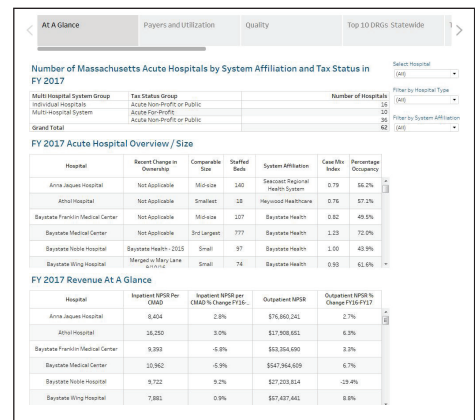 At A Glance Payers and Utilization Quality Top 10 DRGs Statewide
Number of Massachusetts Acute Hospitals by System Affiliation and Tax Status in
FY 2017
Select Hospital
(All)
Filter by Hospital Type
(All)
Filter by System Affiliation
(All)
Multi Hospital System Group Tax Status Group Number of Hospitals
Individual Hospitals Acute Non-Profit or Public 16
Multi-Hospital System Acute For-Profit 10
Acute Non-Profit or Public 36
Grand Total 62
FY 2017 Acute Hospital Overview / Size
Hospital Recent Change in Ownership Comparable Size Staffed Beds System Affiliation Case Mix Index Percentage Occupancy
Anna Jaques Hospital Not Applicable Mid-size 140 Seacoast Regional Health System 0.79 66.2%
Athol Hospital Not Applicable Smallest 18 Heywood Healthcare 0.76 57.1%
Baystate Franklin Medical Center Not Applicable Mid-size 107 Baystate Health 0.82 49.5%
Baystate Medical Center Not Applicable 3rd Largest 777 Baystate Health 1.23 72.0%
Baystate Noble Hospital Baystate Health - 2015 Small 97 Baystate Health 1.00 43.9%
Baystate Wing Hospital Merged w Mary Lane Small 74 Baystate Health 0.93 61.6%
FY 2017 Revenue At A Glance
Hospital Inpatient NPSR Per CMAD Inpatient NPSR per CMAD % Change FY16-.. Outpatient NPSR Outpatient NPSR % Change FY16-FY17
Anna Jaques Hospital 8,404 2.8% $76,860,241 2.7%
Athol Hospital 16,250 3.0% $17,908,651 6.3%
Baystate Franklin Medical Center 9,393 -5.8% $53,354,690 3.3%
Baystate Medical Center 10,962 -5.9% $547,964,609 6.7%
Baystate Noble Hospital 9,722 9.2% $27,203,814 -19.4%
Baystate Wing Hospital 7,881 0.9% $57,437,441 8.8%